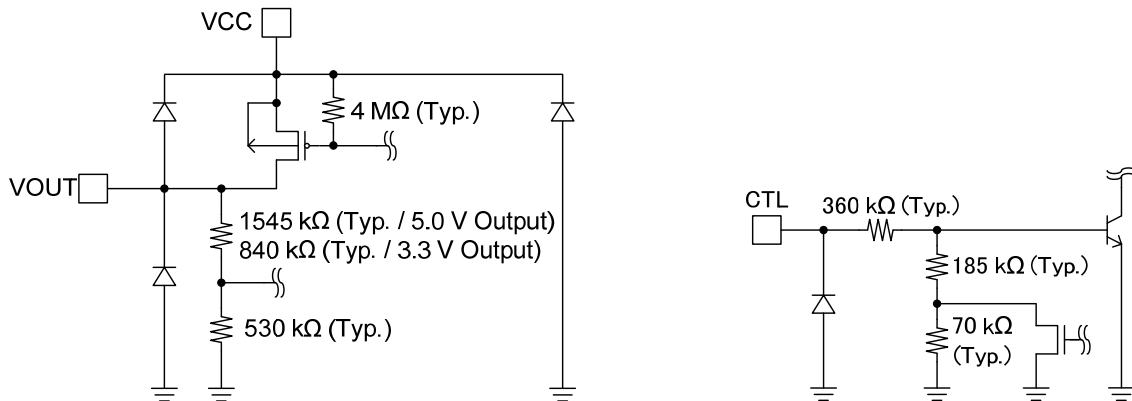 VCC
4 MΩ (Typ.)
VOUT
1545 kΩ (Typ. / 5.0 V Output)
840 kΩ (Typ. / 3.3 V Output)
530 kΩ (Typ.)
CTL
360 kΩ (Typ.)
185 kΩ (Typ.)
70 kΩ
(Typ.)